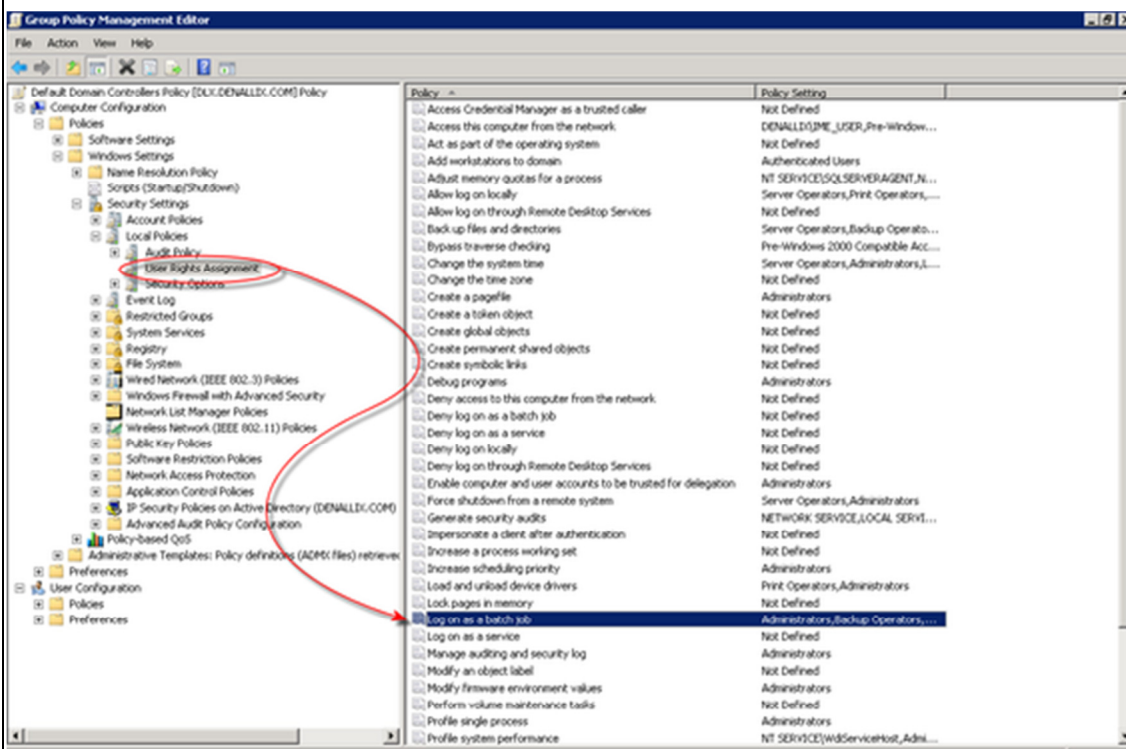 Group Policy Management Editor
File Action View Help
Default Domain Controllers Policy [DLX.DENALLIX.COM] Policy
Computer Configuration
Policies
Software Settings
Windows Settings
Name Resolution Policy
Scripts (Startup/Shutdown)
Security Settings
Account Policies
Local Policies
Audit Policy
User Rights Assignment
Security Options
Event Log
Restricted Groups
System Services
Registry
File System
Wired Network (IEEE 802.3) Policies
Windows Firewall with Advanced Security
Network List Manager Policies
Wireless Network (IEEE 802.11) Policies
Public Key Policies
Software Restriction Policies
Network Access Protection
Application Control Policies
IP Security Policies on Active Directory (DENALLIX.COM)
Advanced Audit Policy Configuration
Policy-based QoS
Administrative Templates: Policy definitions (ADMX files) retrieved
Preferences
User Configuration
Policies
Preferences
Policy Policy Setting
Access Credential Manager as a trusted caller Not Defined
Access this computer from the network DENALLIX\IME_USER,Pre-Window...
Act as part of the operating system Not Defined
Add workstations to domain Authenticated Users
Adjust memory quotas for a process NT SERVICE\SQLSERVERAGENT,N...
Allow log on locally Server Operators,Print Operators,...
Allow log on through Remote Desktop Services Not Defined
Back up files and directories Server Operators,Backup Operato...
Bypass traverse checking Pre-Windows 2000 Compatible Acc...
Change the system time Server Operators,Administrators,L...
Change the time zone Not Defined
Create a pagefile Administrators
Create a token object Not Defined
Create global objects Not Defined
Create permanent shared objects Not Defined
Create symbolic links Not Defined
Debug programs Administrators
Deny access to this computer from the network Not Defined
Deny log on as a batch job Not Defined
Deny log on as a service Not Defined
Deny log on locally Not Defined
Deny log on through Remote Desktop Services Not Defined
Enable computer and user accounts to be trusted for delegation Administrators
Force shutdown from a remote system Server Operators,Administrators
Generate security audits NETWORK SERVICE,LOCAL SERVI...
Impersonate a client after authentication Not Defined
Increase a process working set Not Defined
Increase scheduling priority Administrators
Load and unload device drivers Print Operators,Administrators
Lock pages in memory Not Defined
Log on as a batch job Administrators,Backup Operators,...
Log on as a service Not Defined
Manage auditing and security log Administrators
Modify an object label Not Defined
Modify firmware environment values Administrators
Perform volume maintenance tasks Not Defined
Profile single process Administrators
Profile system performance NT SERVICE\WdiServiceHost,Admi...